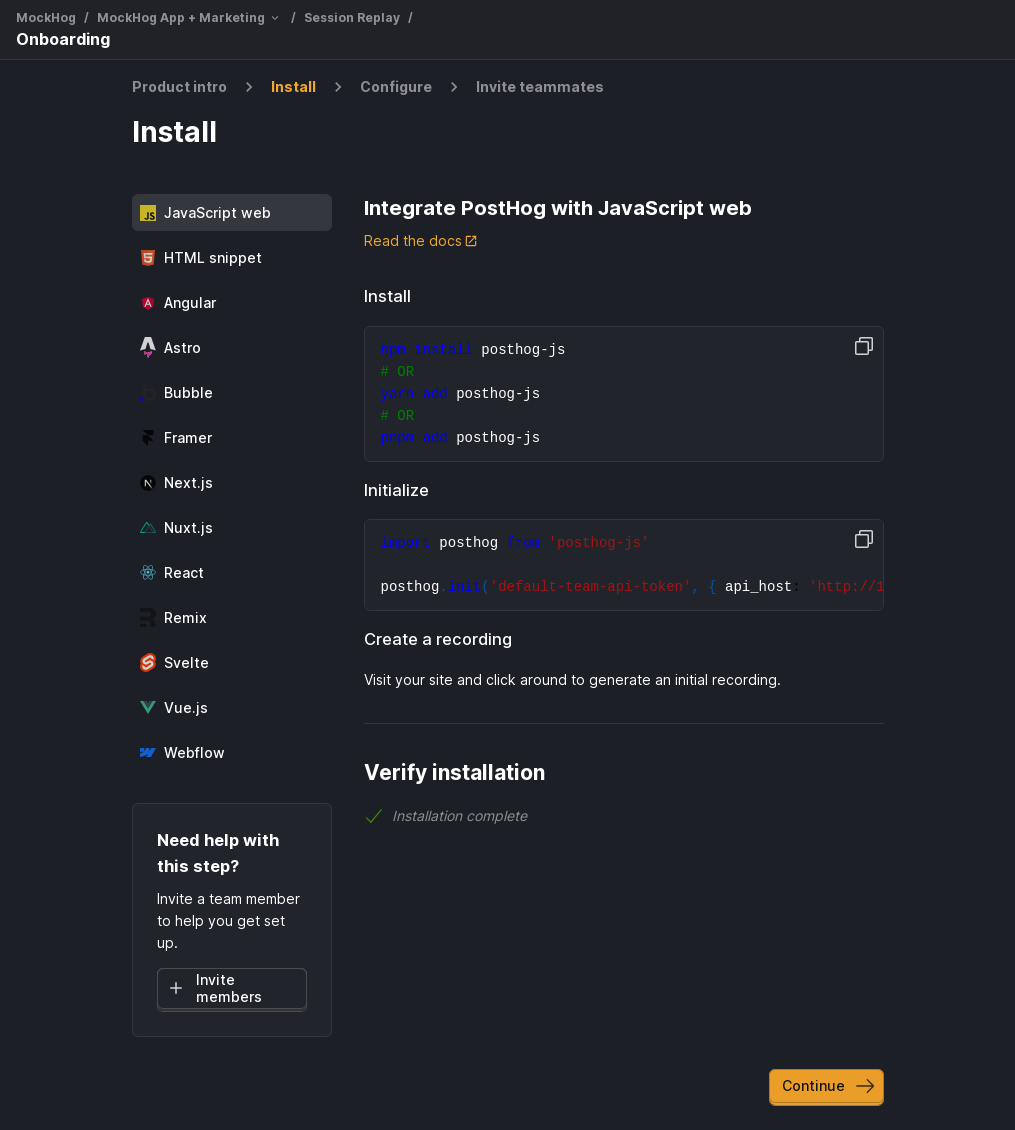 MockHog / MockHog App + Marketing / Session Replay /
Onboarding
Product intro > Install > Configure > Invite teammates
Install
JavaScript web
HTML snippet
Angular
Astro
Bubble
Framer
Next.js
Nuxt.js
React
Remix
Svelte
Vue.js
Webflow
Need help with
this step?
Invite a team member
to help you get set
up.
Invite
members
Integrate PostHog with JavaScript web
Read the docs
Install
npm install posthog-js
# OR
yarn add posthog-js
# OR
pnpm add posthog-js
Initialize
import posthog from 'posthog-js'
posthog.init('default-team-api-token', { api_host: 'http://1
Create a recording
Visit your site and click around to generate an initial recording.
Verify installation
Installation complete
Continue